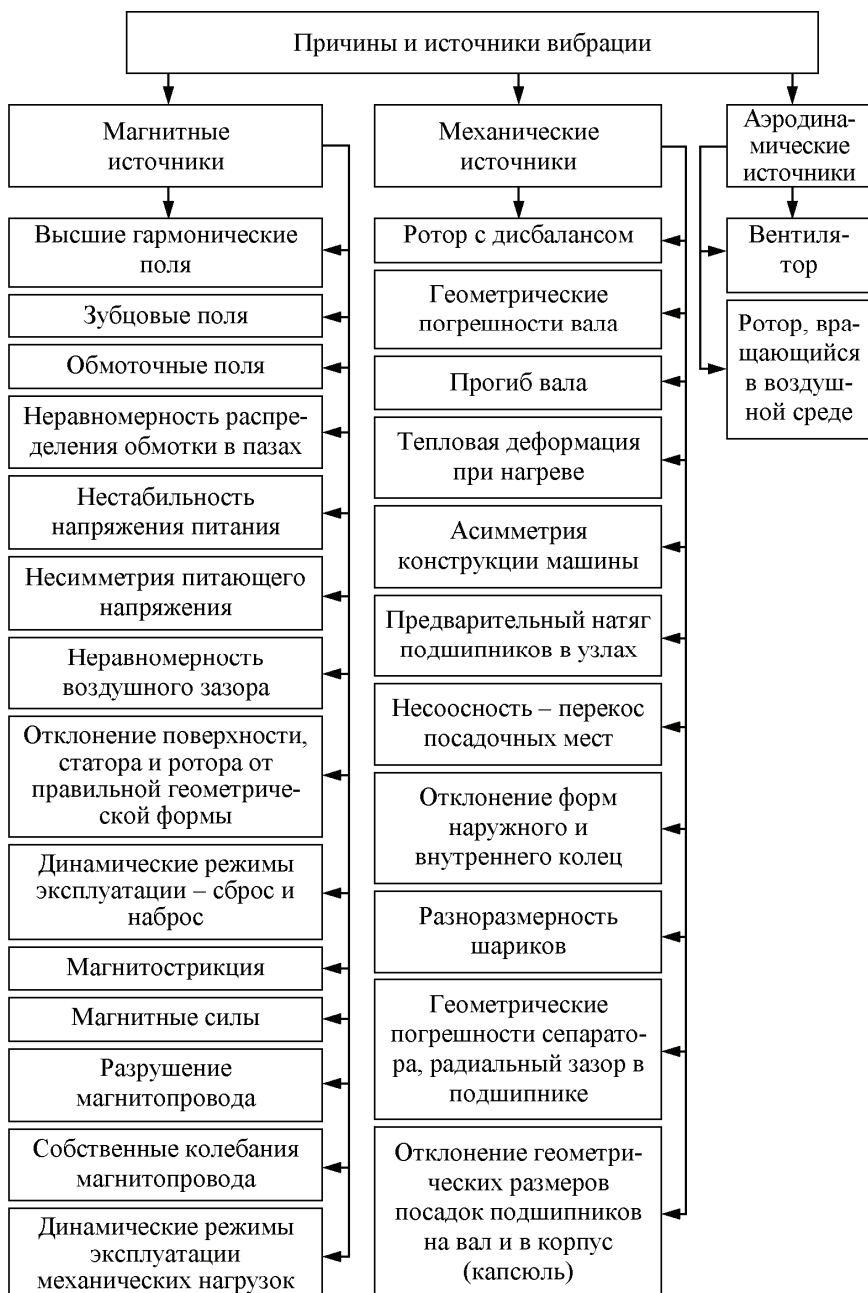 Причины и источники вибрации
Магнитные
источники
Механические
источники
Аэродина-
мические
источники
Высшие гармонические
поля
Зубцовые поля
Обмоточные поля
Неравномерность распре-
деления обмотки в пазах
Нестабильность
напряжения питания
Несимметрия питающего
напряжения
Неравномерность
воздушного зазора
Отклонение поверхности,
статора и ротора от
правильной геометриче-
ской формы
Динамические режимы
эксплуатации – сброс и
наброс
Магнитострикция
Магнитные силы
Разрушение
магнитопровода
Собственные колебания
магнитопровода
Динамические режимы
эксплуатации
механических нагрузок
Ротор с дисбалансом
Геометрические
погрешности вала
Прогиб вала
Тепловая деформация
при нагреве
Асимметрия
конструкции машины
Предварительный натяг
подшипников в узлах
Несоосность – перекос
посадочных мест
Отклонение форм
наружного и
внутреннего колец
Разноразмерность
шариков
Геометрические
погрешности сепарато-
ра, радиальный зазор в
подшипнике
Отклонение геометри-
ческих размеров
посадок подшипников
на вал и в корпус
(капсюль)
Вентиля-
тор
Ротор, вра-
щающийся
в воздуш-
ной среде